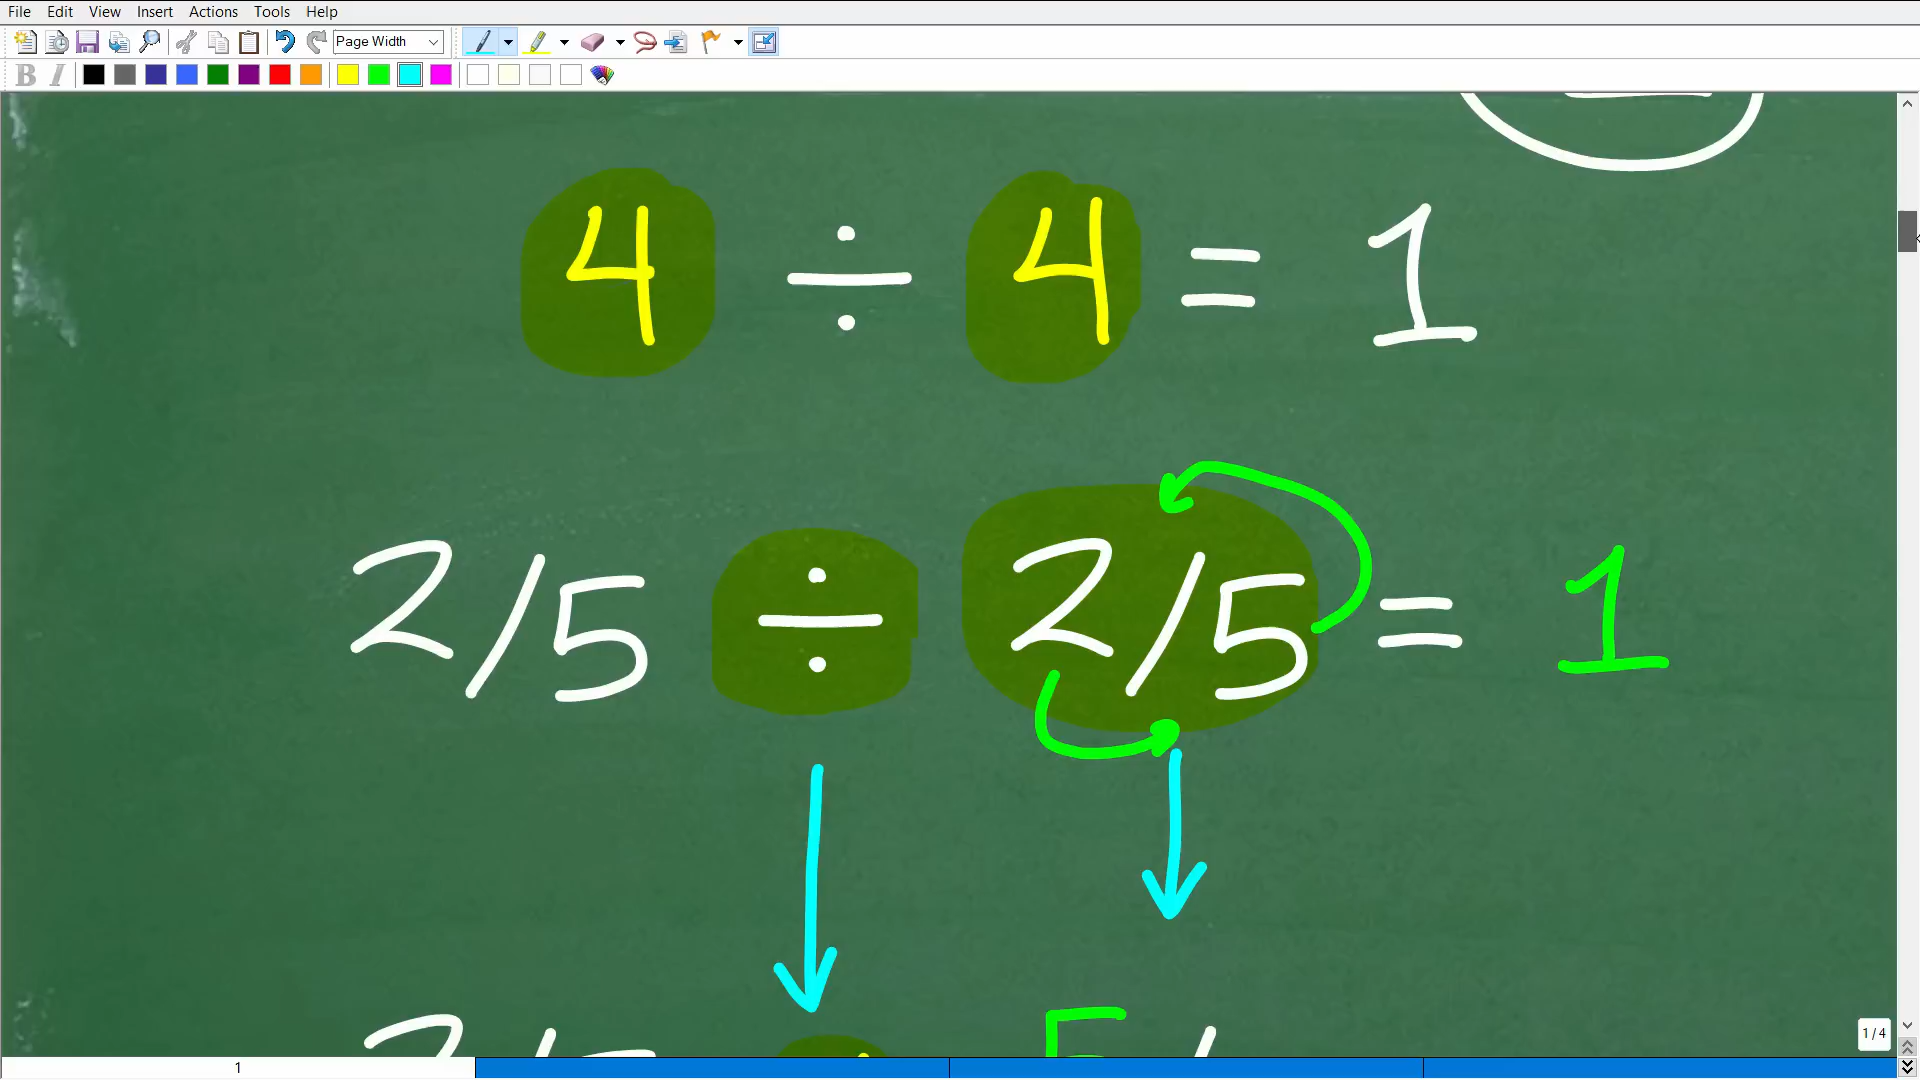 File Edit View Insert Actions Tools Help
Page Width
B I
4 ÷ 4 = 1
2/5 ÷ 2/5 = 1
1/4
1